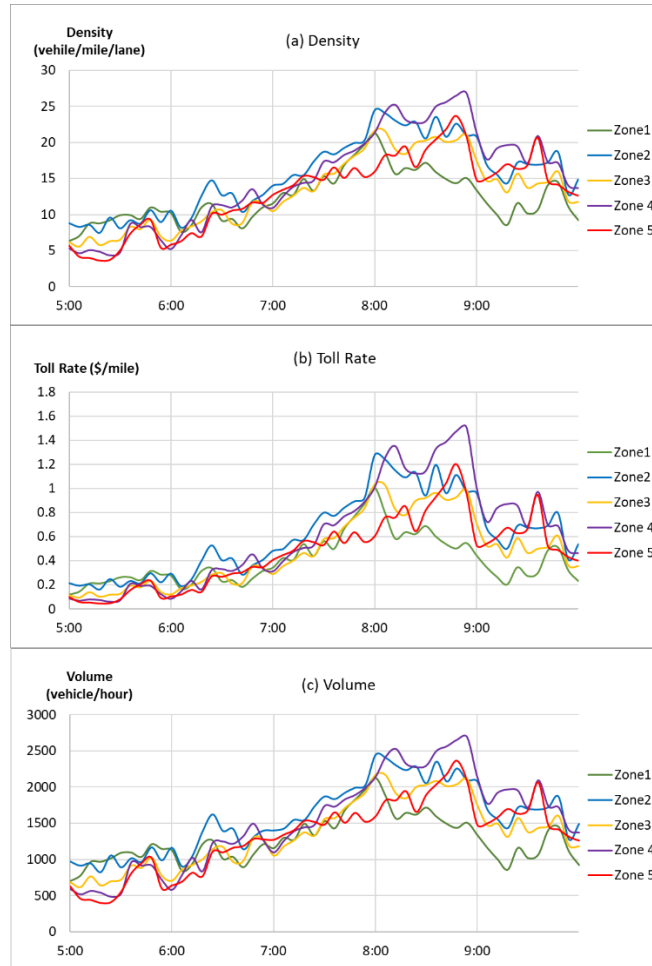 Density
(vehile/mile/lane)
(a) Density
30
25
20
15
10
5
0
5:00 6:00 7:00 8:00 9:00
Zone1
Zone2
Zone3
Zone 4
Zone 5
(b) Toll Rate
Toll Rate ($/mile)
1.8
1.6
1.4
1.2
1
0.8
0.6
0.4
0.2
0
5:00 6:00 7:00 8:00 9:00
Zone1
Zone2
Zone3
Zone 4
Zone 5
Volume
(vehicle/hour)
(c) Volume
3000
2500
2000
1500
1000
500
0
5:00 6:00 7:00 8:00 9:00
Zone1
Zone2
Zone3
Zone 4
Zone 5